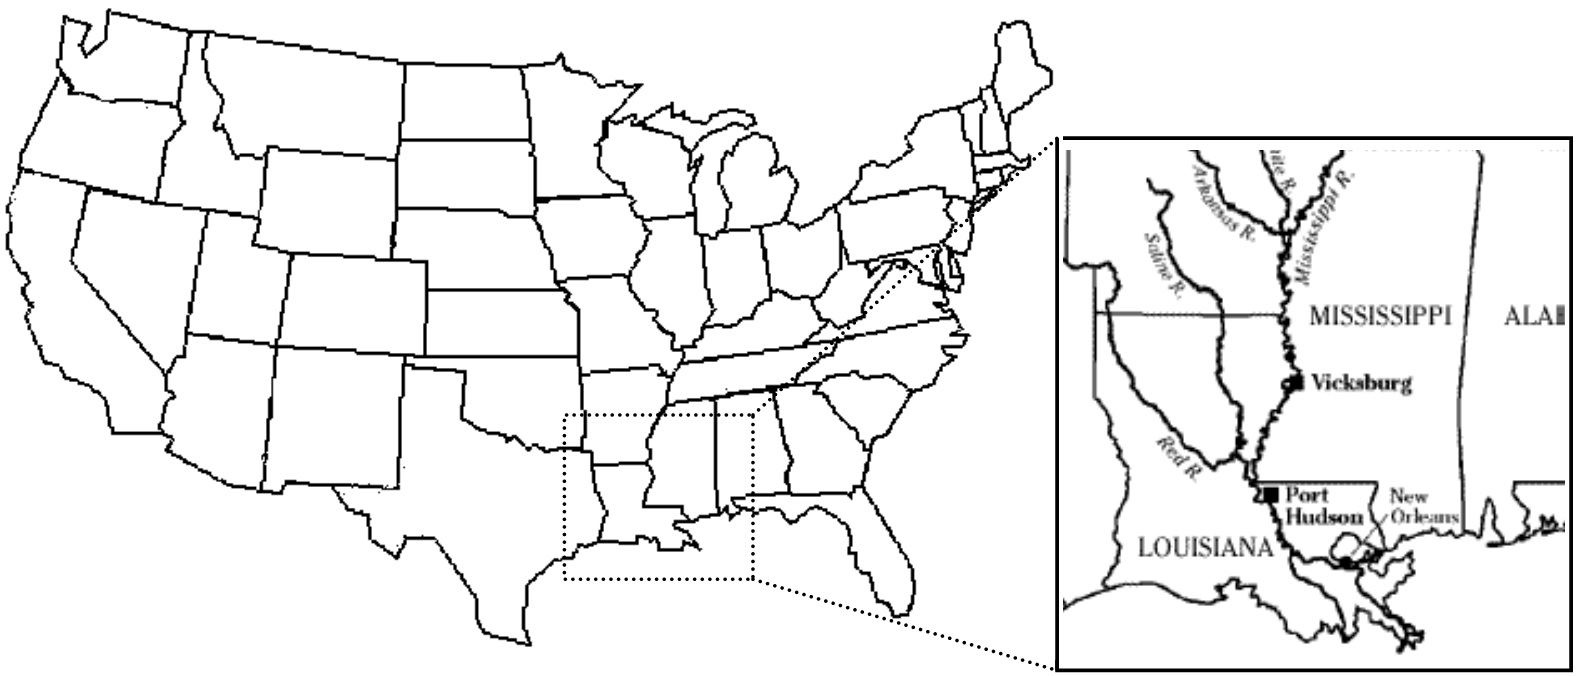 Arkansas R.
ite R.
Mississippi R.
Saline R.
MISSISSIPPI
ALA
Vicksburg
Red R.
Port
Hudson
New
Orleans
LOUISIANA